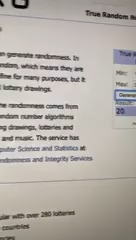 True Random
n generate randomness. In
ndom, which means they are
fine for many purposes, but it
lottery drawings.
True
Min:
Max:
Generate
Result:
20
he randomness comes from
ndom number algorithms
g drawings, lotteries and
and music. The service has
puter Science and Statistics at
ndomness and Integrity Services
ular with over 280 lotteries
countries